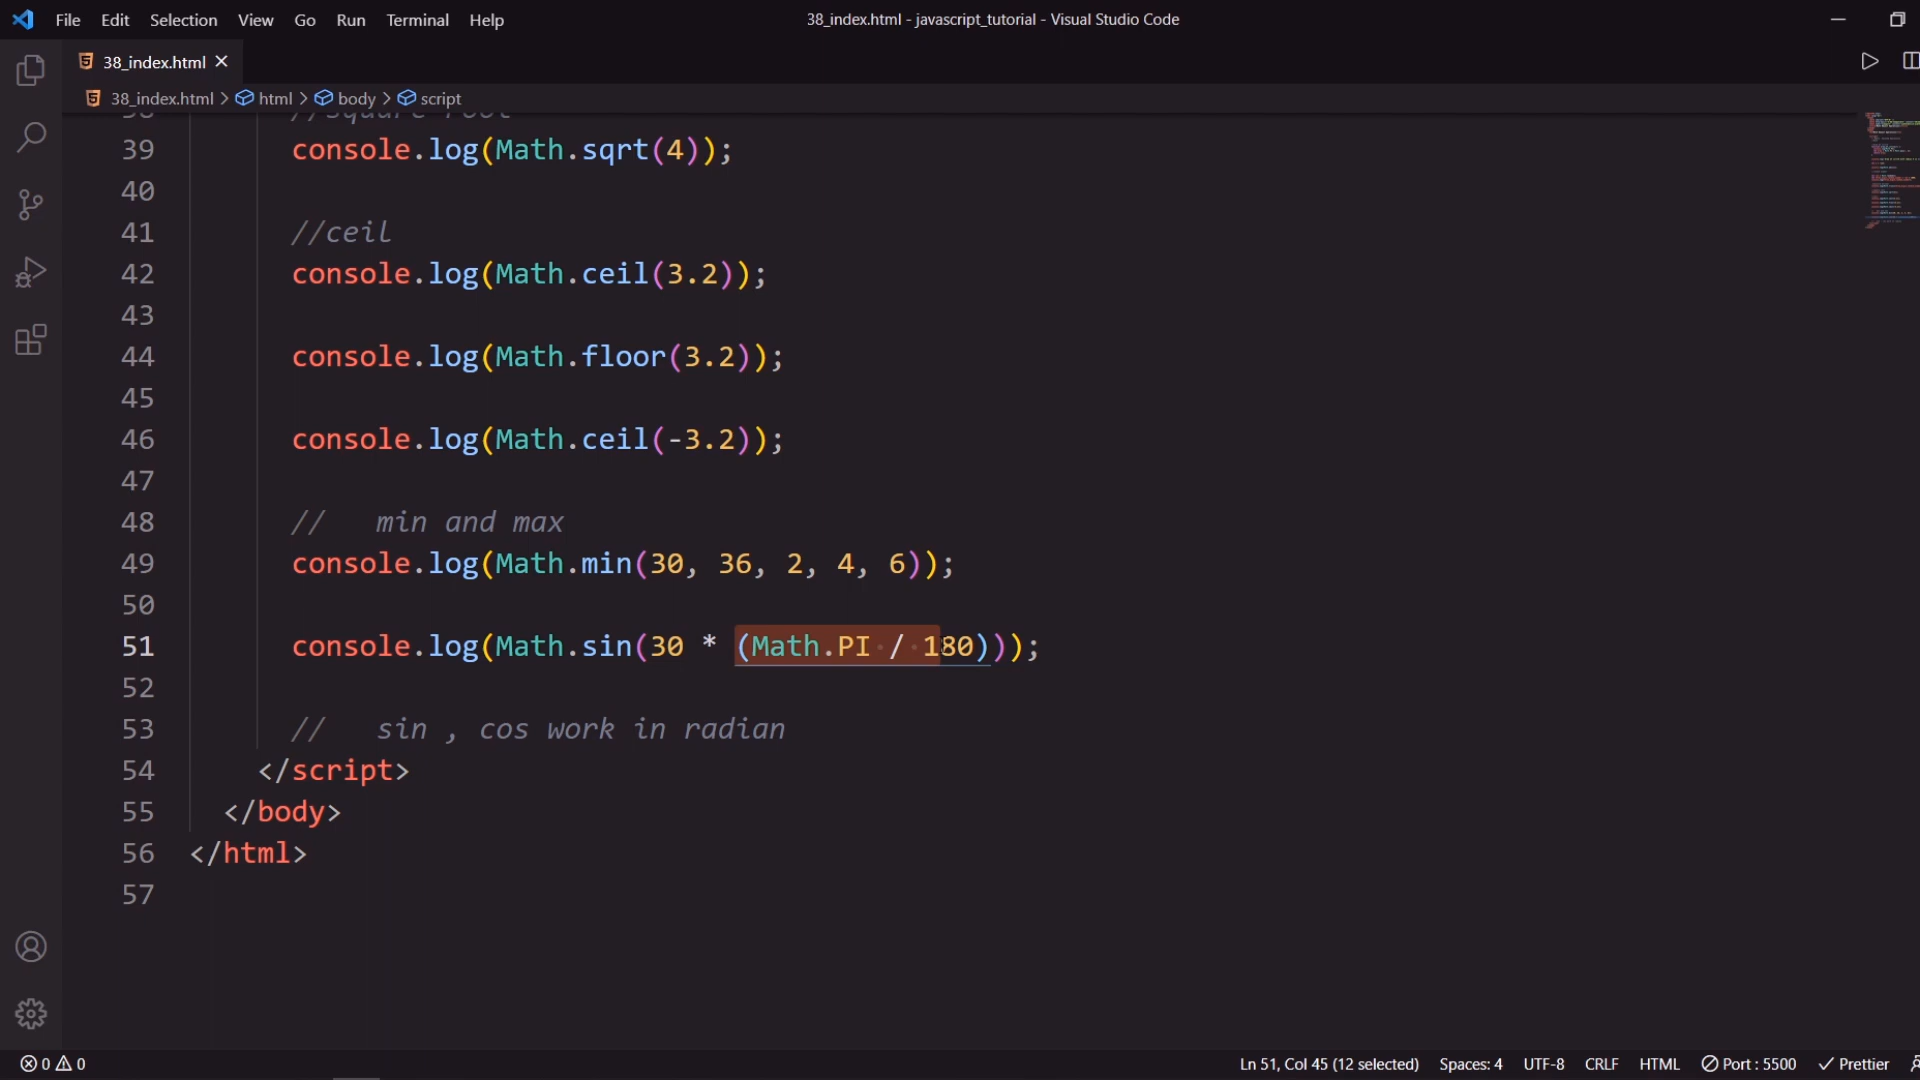 File Edit Selection View Go Run Terminal Help
38_index.html - javascript_tutorial - Visual Studio Code
38_index.html
38_index.html > html > body > script
38 //square root
39 console.log(Math.sqrt(4));
40
41 //ceil
42 console.log(Math.ceil(3.2));
43
44 console.log(Math.floor(3.2));
45
46 console.log(Math.ceil(-3.2));
47
48 // min and max
49 console.log(Math.min(30, 36, 2, 4, 6));
50
51 console.log(Math.sin(30 * (Math.PI / 180)));
52
53 // sin , cos work in radian
54 </script>
55 </body>
56 </html>
57
0 0 Ln 51, Col 45 (12 selected) Spaces: 4 UTF-8 CRLF HTML Port : 5500 Prettier